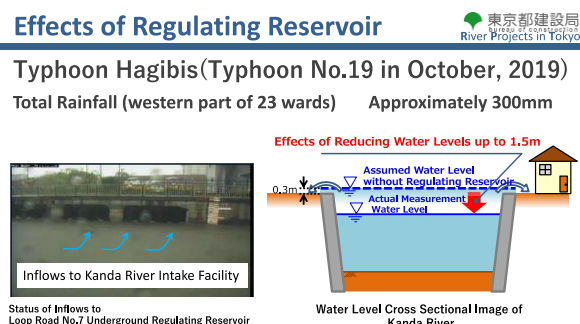 Effects of Regulating Reservoir
東京都建設局
bureau of construction
River Projects in Tokyo
Typhoon Hagibis(Typhoon No.19 in October, 2019)
Total Rainfall (western part of 23 wards) Approximately 300mm
Effects of Reducing Water Levels up to 1.5m
Assumed Water Level
without Regulating Reservoir
0.3m
Actual Measurement
Water Level
Inflows to Kanda River Intake Facility
Status of Inflows to
Loop Road No.7 Underground Regulating Reservoir
Water Level Cross Sectional Image of
Kanda River